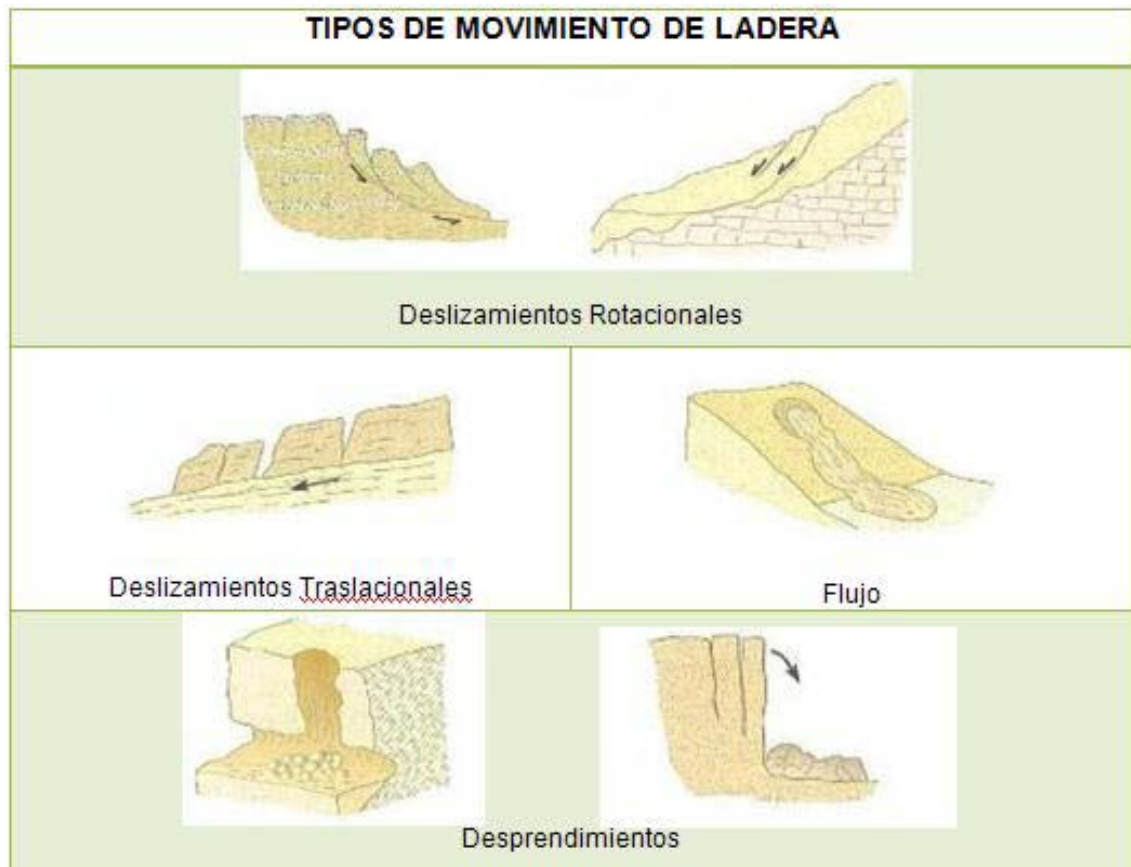 TIPOS DE MOVIMIENTO DE LADERA
Deslizamientos Rotacionales
Deslizamientos Traslacionales
Flujo
Desprendimientos